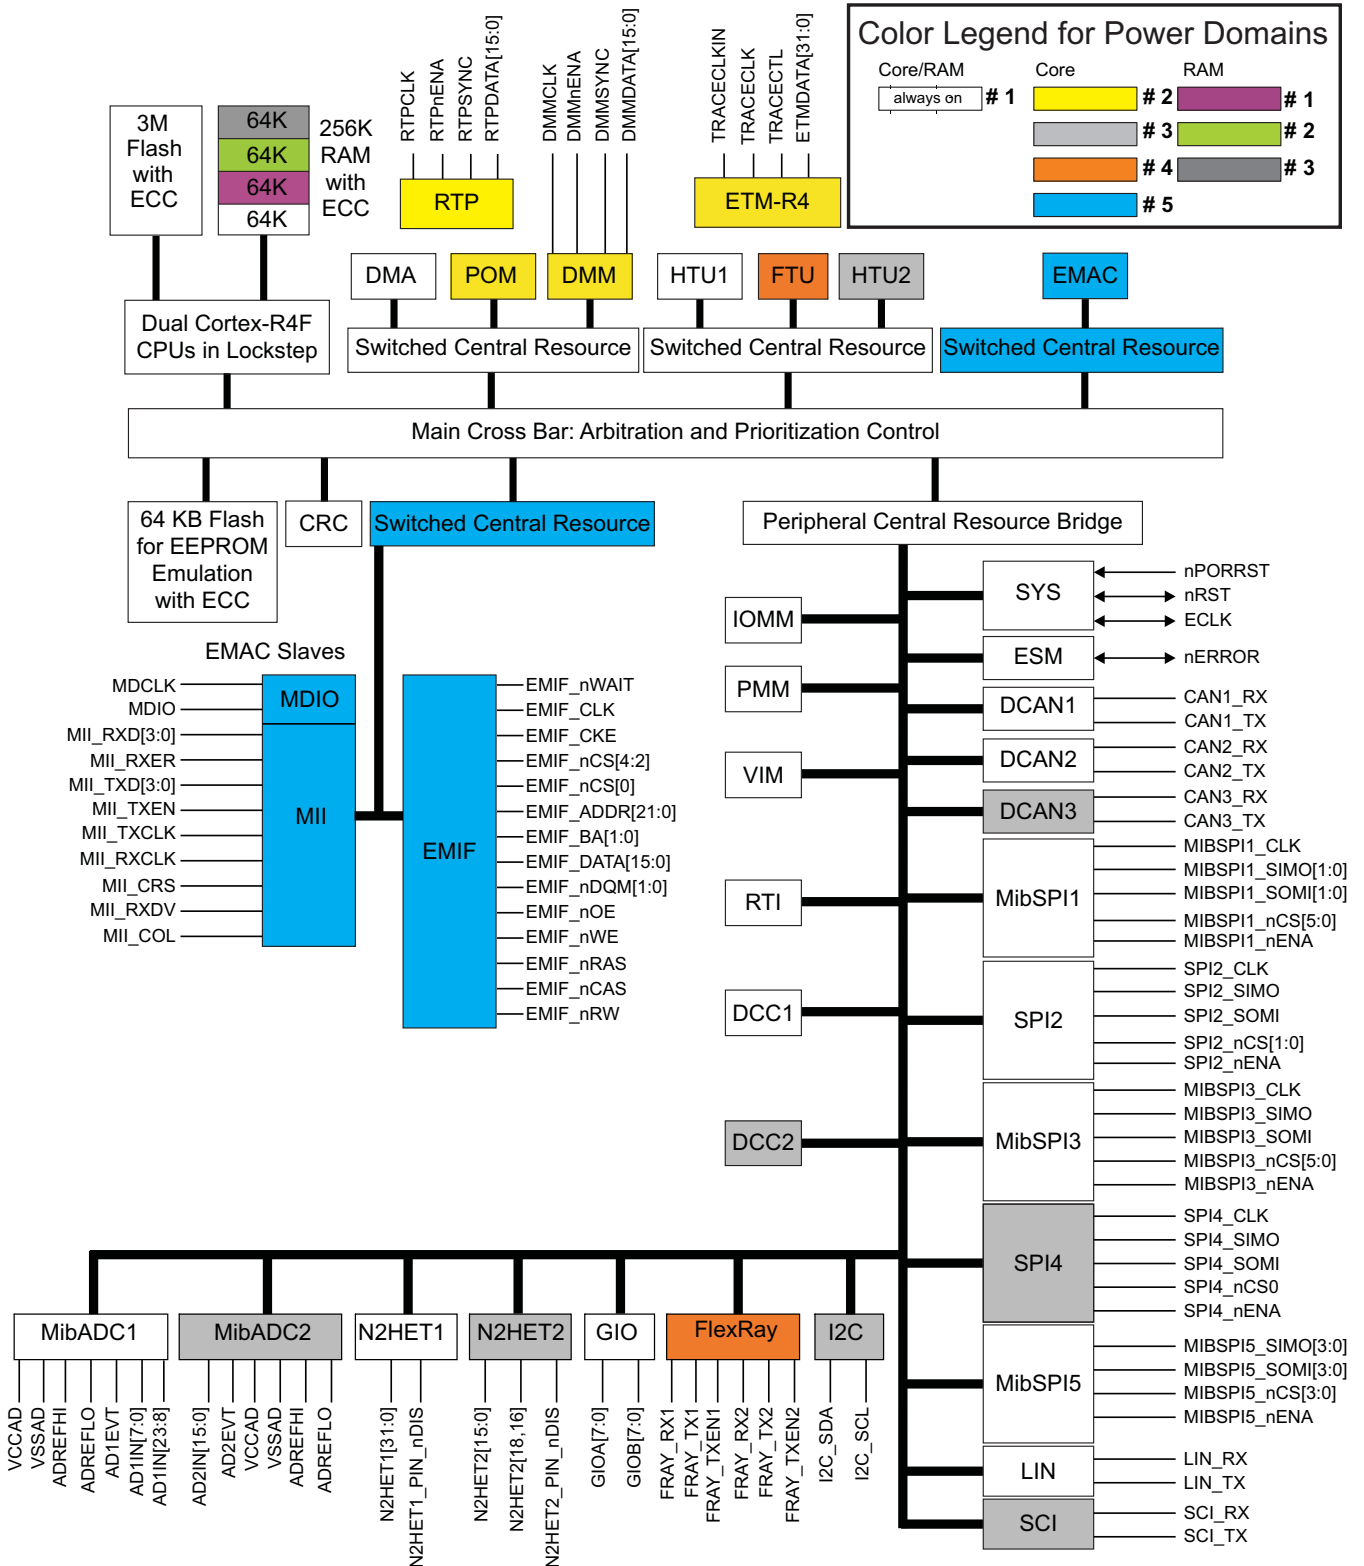 Color Legend for Power Domains
Core/RAM
Core
RAM
always on
# 1
# 2
# 1
# 3
# 2
# 4
# 3
# 5
3M
Flash
with
ECC
64K
64K
64K
64K
256K
RAM
with
ECC
RTPCLK
RTPnENA
RTPSYNC
RTPDATA[15:0]
RTP
DMMCLK
DMMnENA
DMMSYNC
DMMDATA[15:0]
TRACECLKIN
TRACECLK
TRACECTL
ETMDATA[31:0]
ETM-R4
DMA
POM
DMM
HTU1
FTU
HTU2
EMAC
Dual Cortex-R4F
CPUs in Lockstep
Switched Central Resource
Switched Central Resource
Switched Central Resource
Main Cross Bar: Arbitration and Prioritization Control
64 KB Flash
for EEPROM
Emulation
with ECC
CRC
Switched Central Resource
Peripheral Central Resource Bridge
EMAC Slaves
MDCLK
MDIO
MII_RXD[3:0]
MII_RXER
MII_TXD[3:0]
MII_TXEN
MII_TXCLK
MII_RXCLK
MII_CRS
MII_RXDV
MII_COL
MDIO
MII
EMIF
EMIF_nWAIT
EMIF_CLK
EMIF_CKE
EMIF_nCS[4:2]
EMIF_nCS[0]
EMIF_ADDR[21:0]
EMIF_BA[1:0]
EMIF_DATA[15:0]
EMIF_nDQM[1:0]
EMIF_nOE
EMIF_nWE
EMIF_nRAS
EMIF_nCAS
EMIF_nRW
IOMM
PMM
VIM
RTI
DCC1
DCC2
SYS
nPORRST
nRST
ECLK
ESM
nERROR
DCAN1
CAN1_RX
CAN1_TX
DCAN2
CAN2_RX
CAN2_TX
DCAN3
CAN3_RX
CAN3_TX
MibSPI1
MIBSPI1_CLK
MIBSPI1_SIMO[1:0]
MIBSPI1_SOMI[1:0]
MIBSPI1_nCS[5:0]
MIBSPI1_nENA
SPI2
SPI2_CLK
SPI2_SIMO
SPI2_SOMI
SPI2_nCS[1:0]
SPI2_nENA
MibSPI3
MIBSPI3_CLK
MIBSPI3_SIMO
MIBSPI3_SOMI
MIBSPI3_nCS[5:0]
MIBSPI3_nENA
SPI4
SPI4_CLK
SPI4_SIMO
SPI4_SOMI
SPI4_nCS0
SPI4_nENA
MibSPI5
MIBSPI5_SIMO[3:0]
MIBSPI5_SOMI[3:0]
MIBSPI5_nCS[3:0]
MIBSPI5_nENA
LIN
LIN_RX
LIN_TX
SCI
SCI_RX
SCI_TX
MibADC1
MibADC2
N2HET1
N2HET2
GIO
FlexRay
I2C
VCCAD
VSSAD
ADREFHI
ADREFLO
AD1EVT
AD1IN[7:0]
AD1IN[23:8]
AD2IN[15:0]
AD2EVT
VCCAD
VSSAD
ADREFHI
ADREFLO
N2HET1[31:0]
N2HET1_PIN_nDIS
N2HET2[15:0]
N2HET2[18,16]
N2HET2_PIN_nDIS
GIOA[7:0]
GIOB[7:0]
FRAY_RX1
FRAY_TX1
FRAY_TXEN1
FRAY_RX2
FRAY_TX2
FRAY_TXEN2
I2C_SDA
I2C_SCL